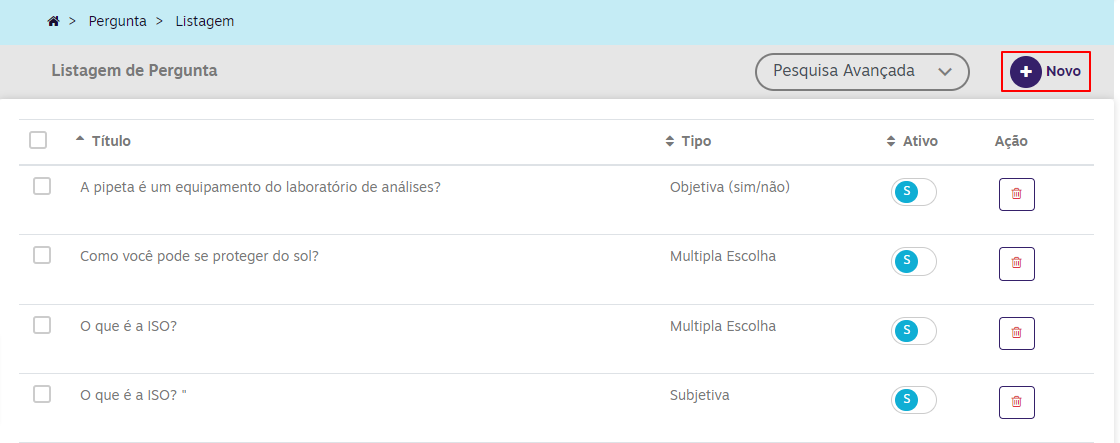 > Pergunta > Listagem
Listagem de Pergunta
Pesquisa Avançada
Novo
Título Tipo Ativo Ação
A pipeta é um equipamento do laboratório de análises? Objetiva (sim/não) S
Como você pode se proteger do sol? Multipla Escolha S
O que é a ISO? Multipla Escolha S
O que é a ISO? " Subjetiva S